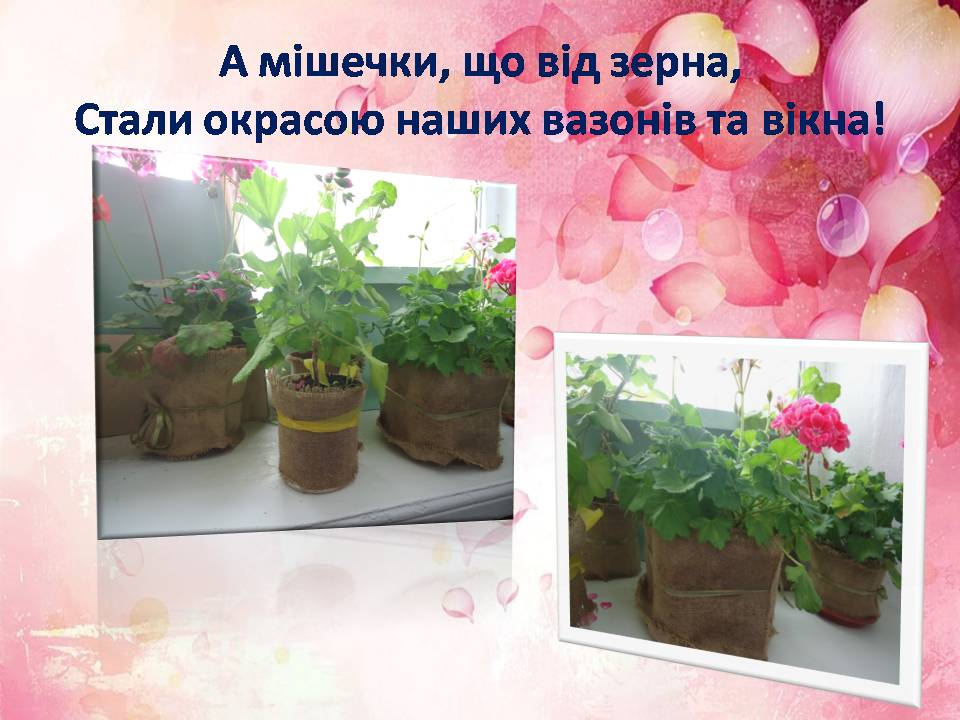 А мішечки, що від зерна,
Стали окрасою наших вазонів та вікна!